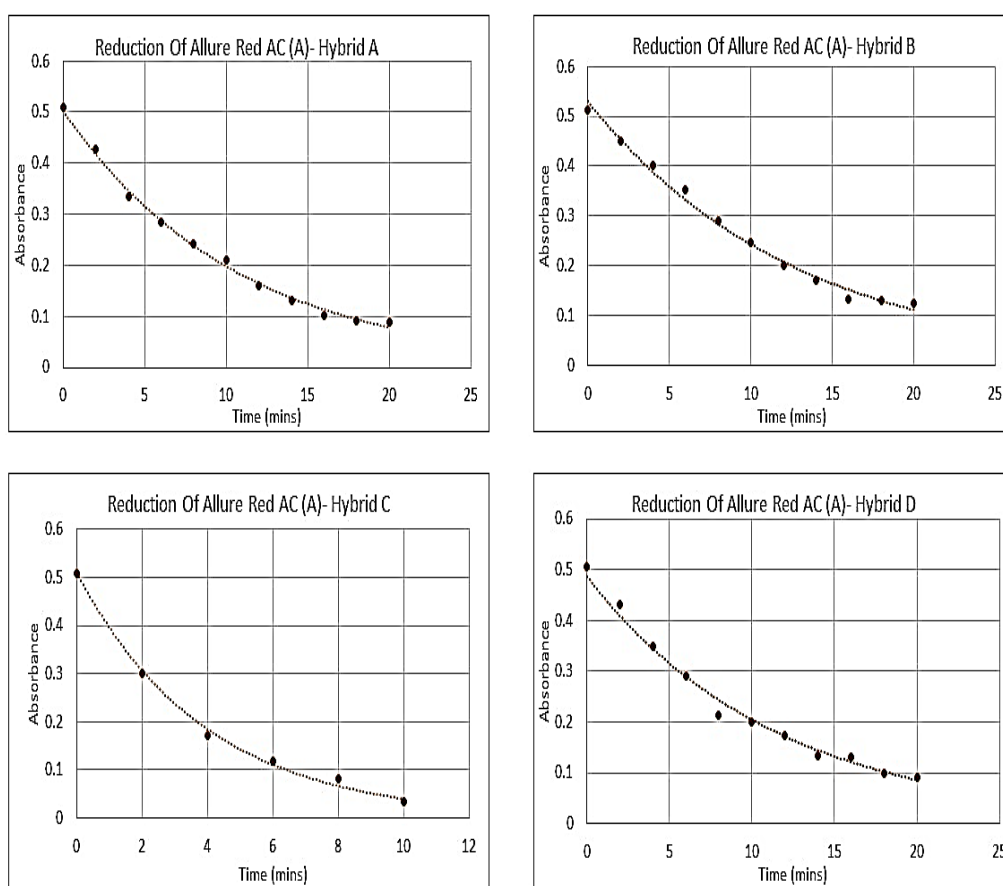 Reduction Of Allure Red AC (A)- Hybrid A
0.6
0.5
0.4
0.3
0.2
0.1
0
Absorbance
0 5 10 15 20 25
Time (mins)
Reduction Of Allure Red AC (A)- Hybrid B
0.6
0.5
0.4
0.3
0.2
0.1
0
Absorbance
0 5 10 15 20 25
Time (mins)
Reduction Of Allure Red AC (A)- Hybrid C
0.6
0.5
0.4
0.3
0.2
0.1
0
Absorbance
0 2 4 6 8 10 12
Time (mins)
Reduction Of Allure Red AC (A)- Hybrid D
0.6
0.5
0.4
0.3
0.2
0.1
0
Absorbance
0 5 10 15 20 25
Time (mins)